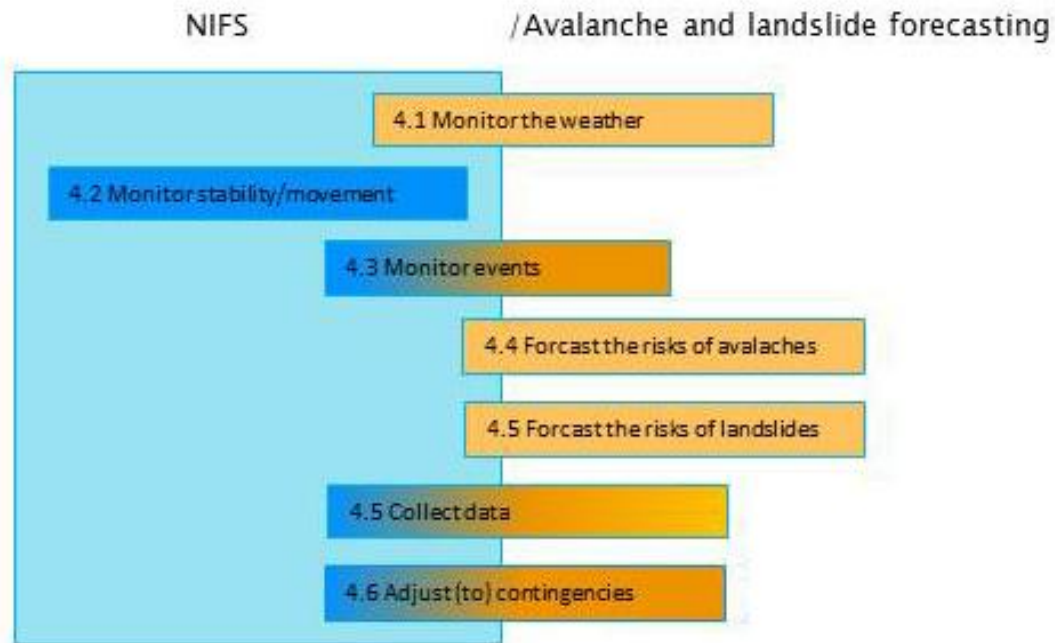 NIFS /Avalanche and landslide forecasting
4.1 Monitor the weather
4.2 Monitor stability/movement
4.3 Monitor events
4.4 Forcast the risks of avalaches
4.5 Forcast the risks of landslides
4.5 Collect data
4.6 Adjust (to) contingencies